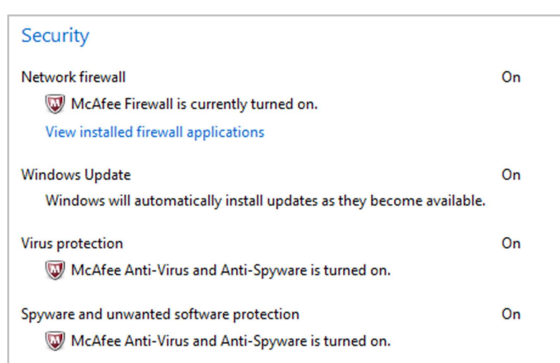 Security
Network firewall On
McAfee Firewall is currently turned on.
View installed firewall applications
Windows Update On
Windows will automatically install updates as they become available.
Virus protection On
McAfee Anti-Virus and Anti-Spyware is turned on.
Spyware and unwanted software protection On
McAfee Anti-Virus and Anti-Spyware is turned on.